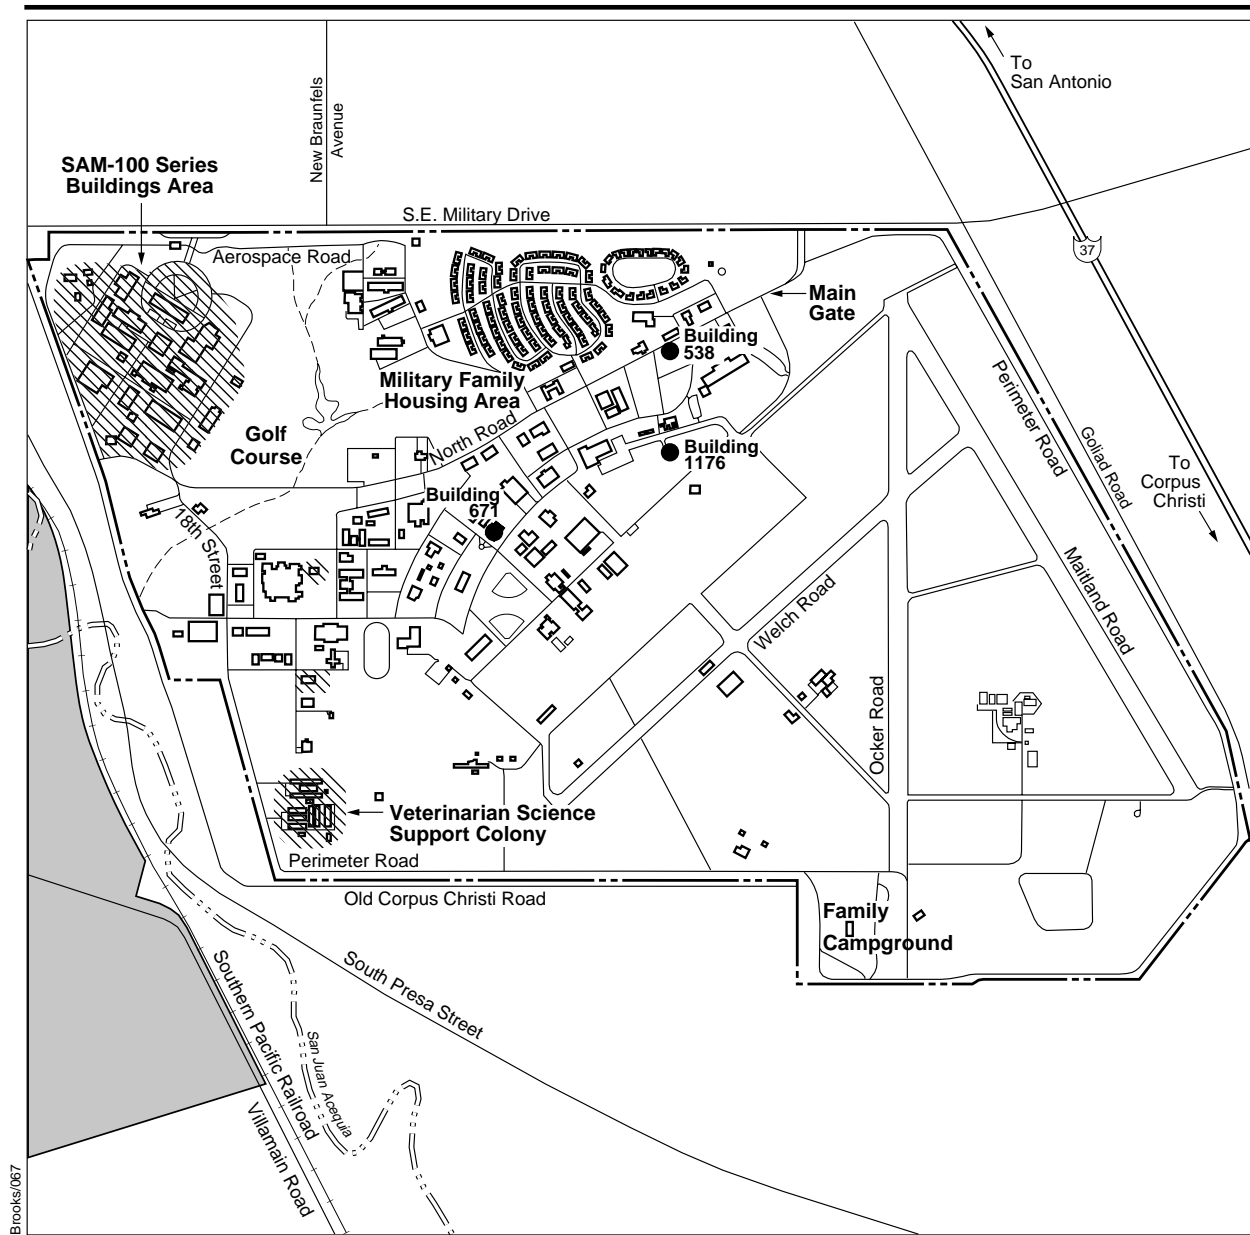 To
San Antonio
New Braunfels
Avenue
SAM-100 Series
Buildings Area
S.E. Military Drive
Aerospace Road
37
Main
Gate
Building
538
Military Family
Housing Area
Perimeter Road
Goliad Road
North Road
Golf
Course
Building
1176
To
Corpus
Christi
Building
671
18th Street
Maitland Road
Welch Road
Ocker Road
Veterinarian Science
Support Colony
Perimeter Road
Old Corpus Christi Road
Family
Campground
South Presa Street
Southern Pacific Railroad
San Juan Acequia
Villamain Road
Brooks/067